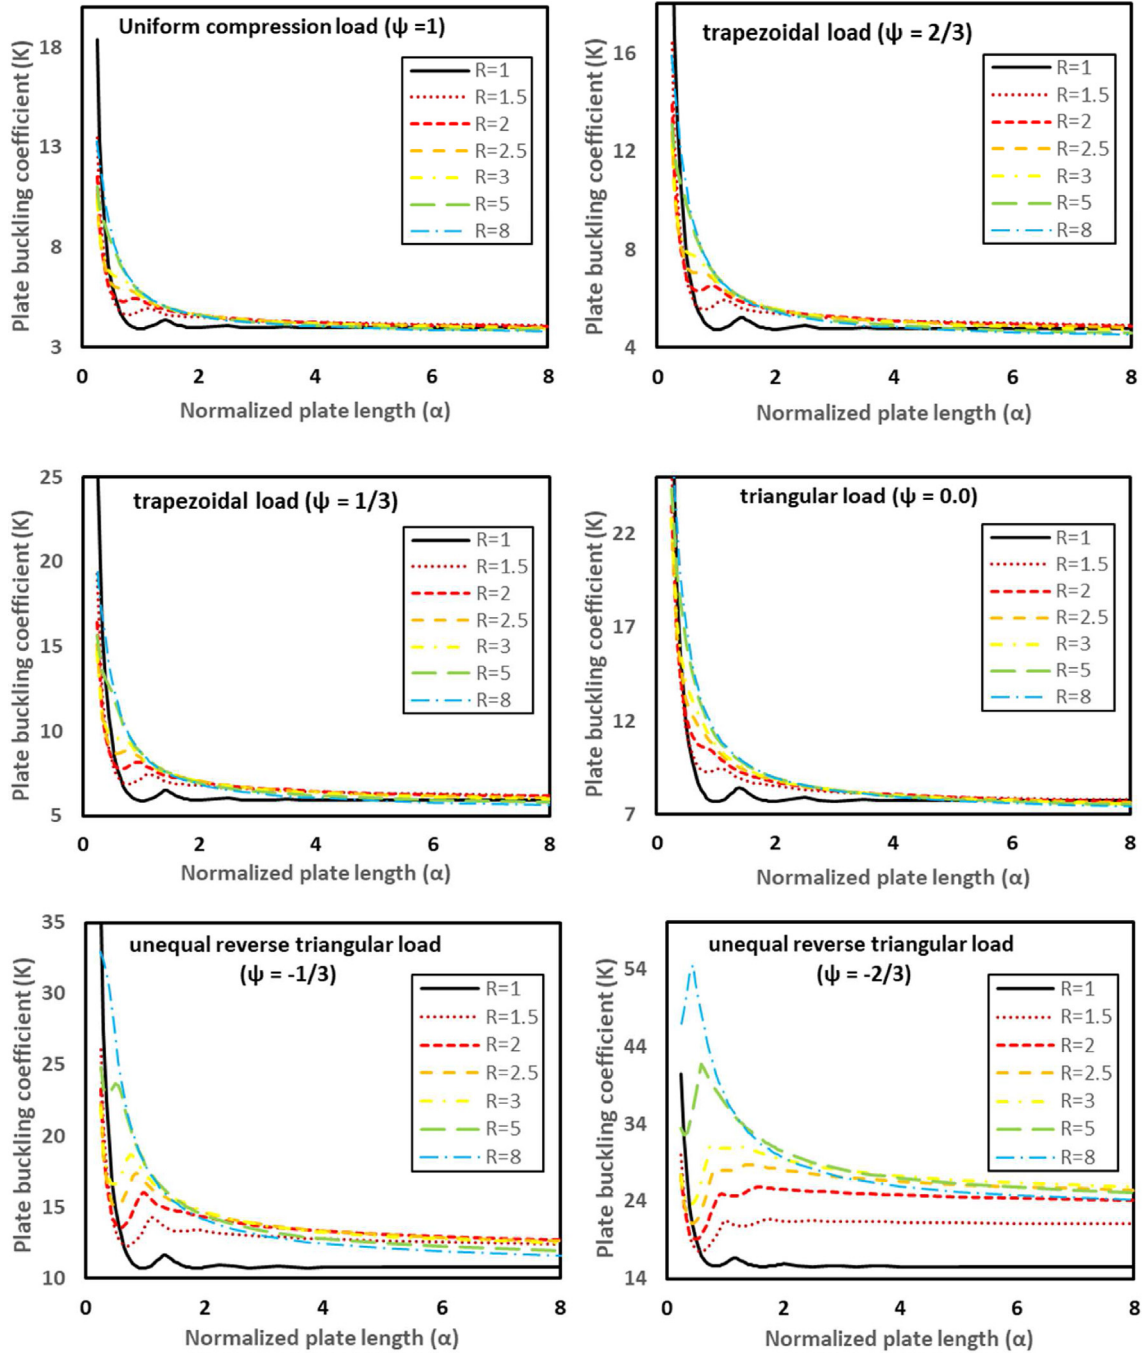 Uniform compression load (ψ =1)
Plate buckling coefficient (K)
18
13
8
3
0 2 4 6 8
Normalized plate length (α)
R=1
R=1.5
R=2
R=2.5
R=3
R=5
R=8
trapezoidal load (ψ = 2/3)
Plate buckling coefficient (K)
16
12
8
4
0 2 4 6 8
Normalized plate length (α)
R=1
R=1.5
R=2
R=2.5
R=3
R=5
R=8
trapezoidal load (ψ = 1/3)
Plate buckling coefficient (K)
25
20
15
10
5
0 2 4 6 8
Normalized plate length (α)
R=1
R=1.5
R=2
R=2.5
R=3
R=5
R=8
triangular load (ψ = 0.0)
Plate buckling coefficient (K)
22
17
12
7
0 2 4 6 8
Normalized plate length (α)
R=1
R=1.5
R=2
R=2.5
R=3
R=5
R=8
unequal reverse triangular load
(ψ = -1/3)
Plate buckling coefficient (K)
35
30
25
20
15
10
0 2 4 6 8
Normalized plate length (α)
R=1
R=1.5
R=2
R=2.5
R=3
R=5
R=8
unequal reverse triangular load
(ψ = -2/3)
Plate buckling coefficient (K)
54
44
34
24
14
0 2 4 6 8
Normalized plate length (α)
R=1
R=1.5
R=2
R=2.5
R=3
R=5
R=8